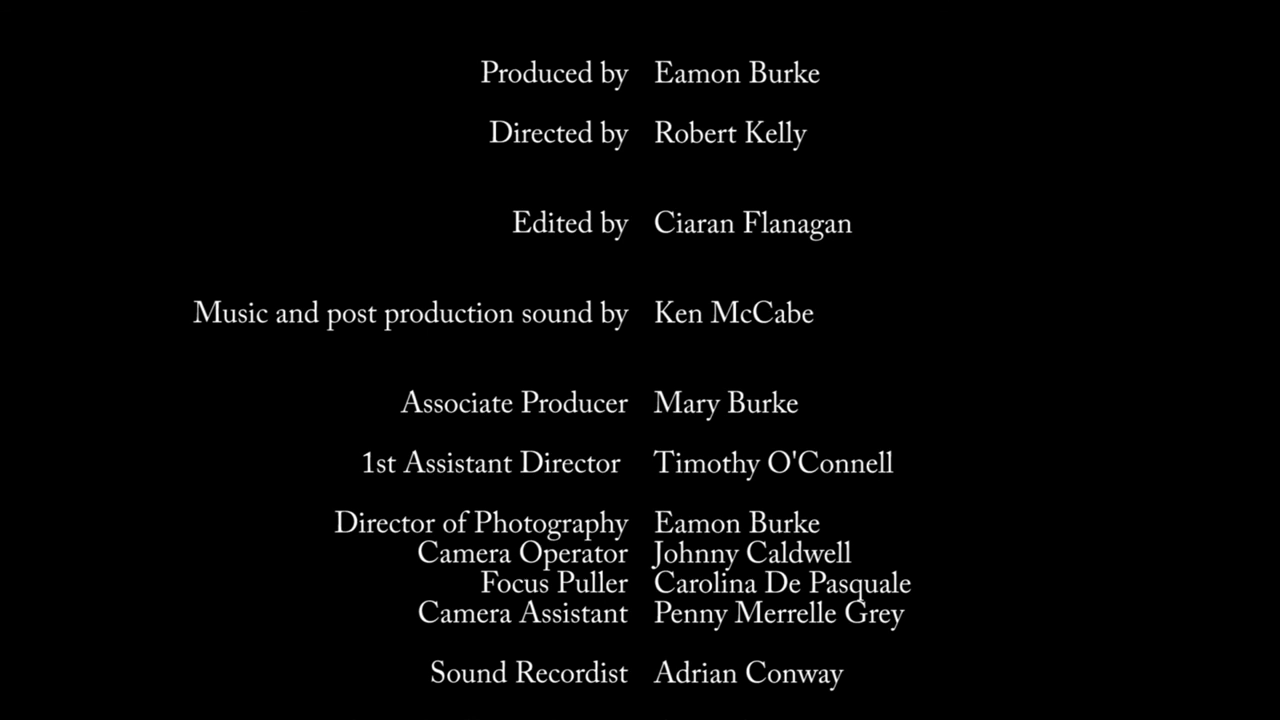 Produced by Eamon Burke
Directed by Robert Kelly
Edited by Ciaran Flanagan
Music and post production sound by Ken McCabe
Associate Producer Mary Burke
1st Assistant Director Timothy O'Connell
Director of Photography Eamon Burke
Camera Operator Johnny Caldwell
Focus Puller Carolina De Pasquale
Camera Assistant Penny Merrelle Grey
Sound Recordist Adrian Conway